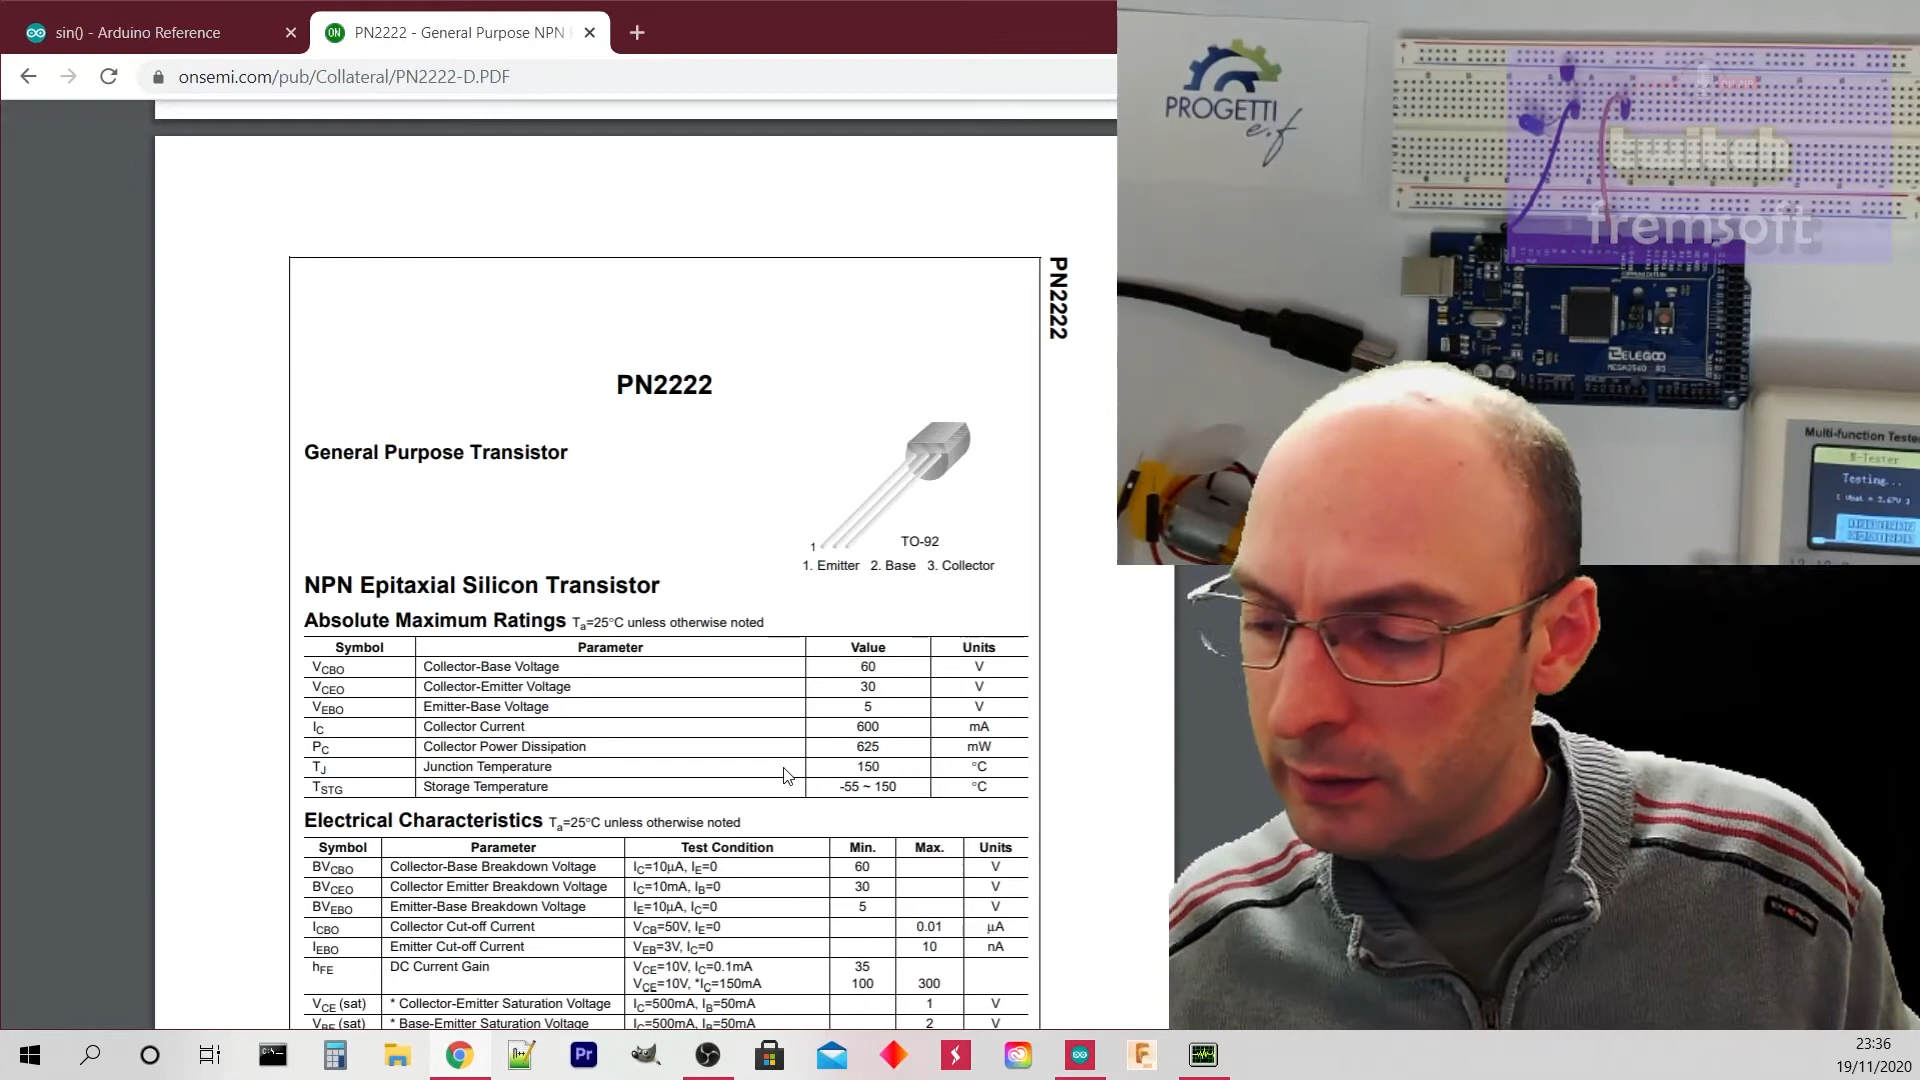 sin() - Arduino Reference
PN2222 - General Purpose NPN
onsemi.com/pub/Collateral/PN2222-D.PDF
PN2222
PN2222
General Purpose Transistor
1
TO-92
1. Emitter 2. Base 3. Collector
NPN Epitaxial Silicon Transistor
Absolute Maximum Ratings Ta=25°C unless otherwise noted
Symbol Parameter Value Units
VCBO Collector-Base Voltage 60 V
VCEO Collector-Emitter Voltage 30 V
VEBO Emitter-Base Voltage 5 V
IC Collector Current 600 mA
PC Collector Power Dissipation 625 mW
TJ Junction Temperature 150 °C
TSTG Storage Temperature -55 ~ 150 °C
Electrical Characteristics Ta=25°C unless otherwise noted
Symbol Parameter Test Condition Min. Max. Units
BVCBO Collector-Base Breakdown Voltage IC=10µA, IE=0 60 V
BVCEO Collector Emitter Breakdown Voltage IC=10mA, IB=0 30 V
BVEBO Emitter-Base Breakdown Voltage IE=10µA, IC=0 5 V
ICBO Collector Cut-off Current VCB=50V, IE=0 0.01 µA
IEBO Emitter Cut-off Current VEB=3V, IC=0 10 nA
hFE DC Current Gain VCE=10V, IC=0.1mA 35
VCE=10V, *IC=150mA 100 300
VCE (sat) * Collector-Emitter Saturation Voltage IC=500mA, IB=50mA 1 V
VBE (sat) * Base-Emitter Saturation Voltage IC=500mA, IB=50mA 2 V
PROGETTI
e.f
twitch
fremsoft
ELEGOO
MEGA2560 R3
Multi-function Teste
Testing...
[ Vbat = 3.67V ]
ON
Pr
23:36
19/11/2020